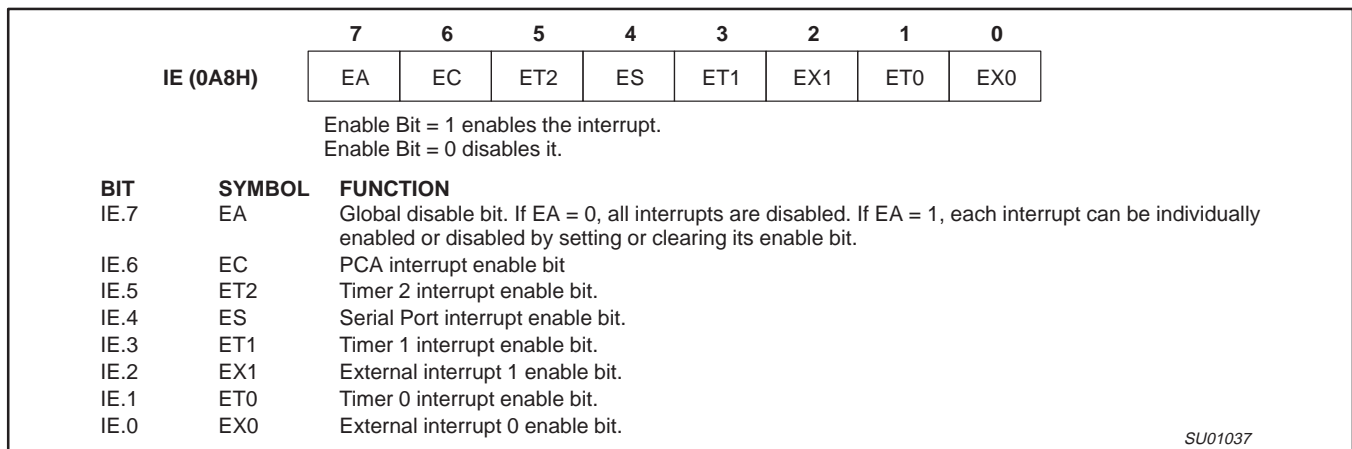 7 6 5 4 3 2 1 0
IE (0A8H) EA EC ET2 ES ET1 EX1 ET0 EX0
Enable Bit = 1 enables the interrupt.
Enable Bit = 0 disables it.
BIT SYMBOL FUNCTION
IE.7 EA Global disable bit. If EA = 0, all interrupts are disabled. If EA = 1, each interrupt can be individually
enabled or disabled by setting or clearing its enable bit.
IE.6 EC PCA interrupt enable bit
IE.5 ET2 Timer 2 interrupt enable bit.
IE.4 ES Serial Port interrupt enable bit.
IE.3 ET1 Timer 1 interrupt enable bit.
IE.2 EX1 External interrupt 1 enable bit.
IE.1 ET0 Timer 0 interrupt enable bit.
IE.0 EX0 External interrupt 0 enable bit.
SU01037